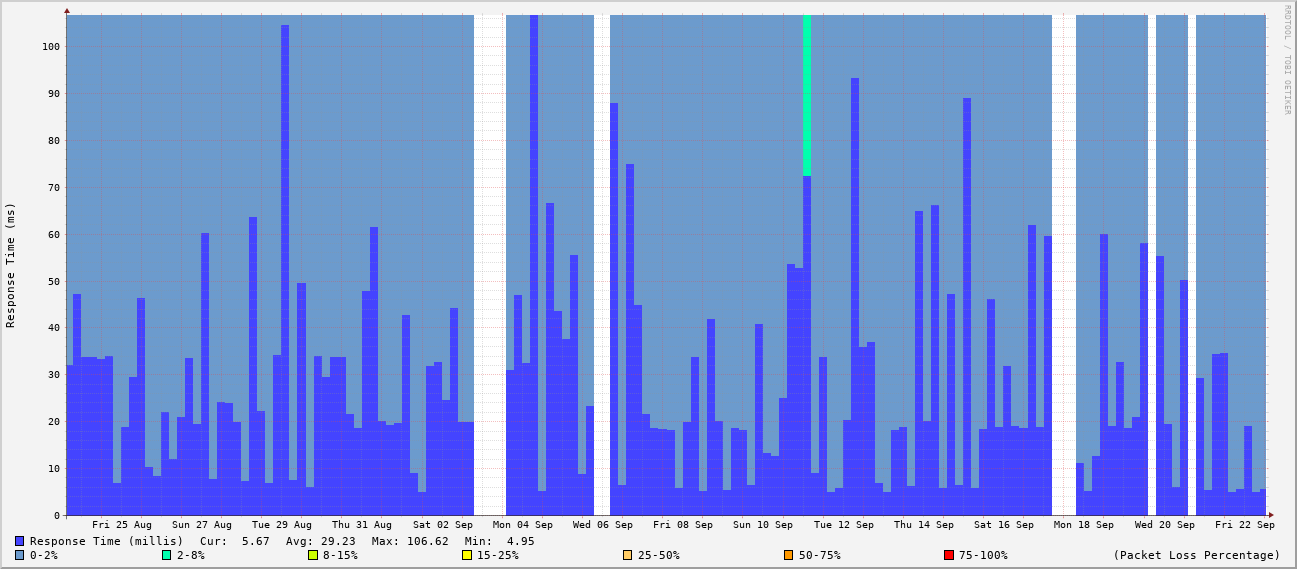 RRDTOOL / TOBI OETIKER
Response Time (ms)
100
90
80
70
60
50
40
30
20
10
0
Fri 25 Aug Sun 27 Aug Tue 29 Aug Thu 31 Aug Sat 02 Sep Mon 04 Sep Wed 06 Sep Fri 08 Sep Sun 10 Sep Tue 12 Sep Thu 14 Sep Sat 16 Sep Mon 18 Sep Wed 20 Sep Fri 22 Sep
Response Time (millis) Cur: 5.67 Avg: 29.23 Max: 106.62 Min: 4.95
0-2% 2-8% 8-15% 15-25% 25-50% 50-75% 75-100% (Packet Loss Percentage)